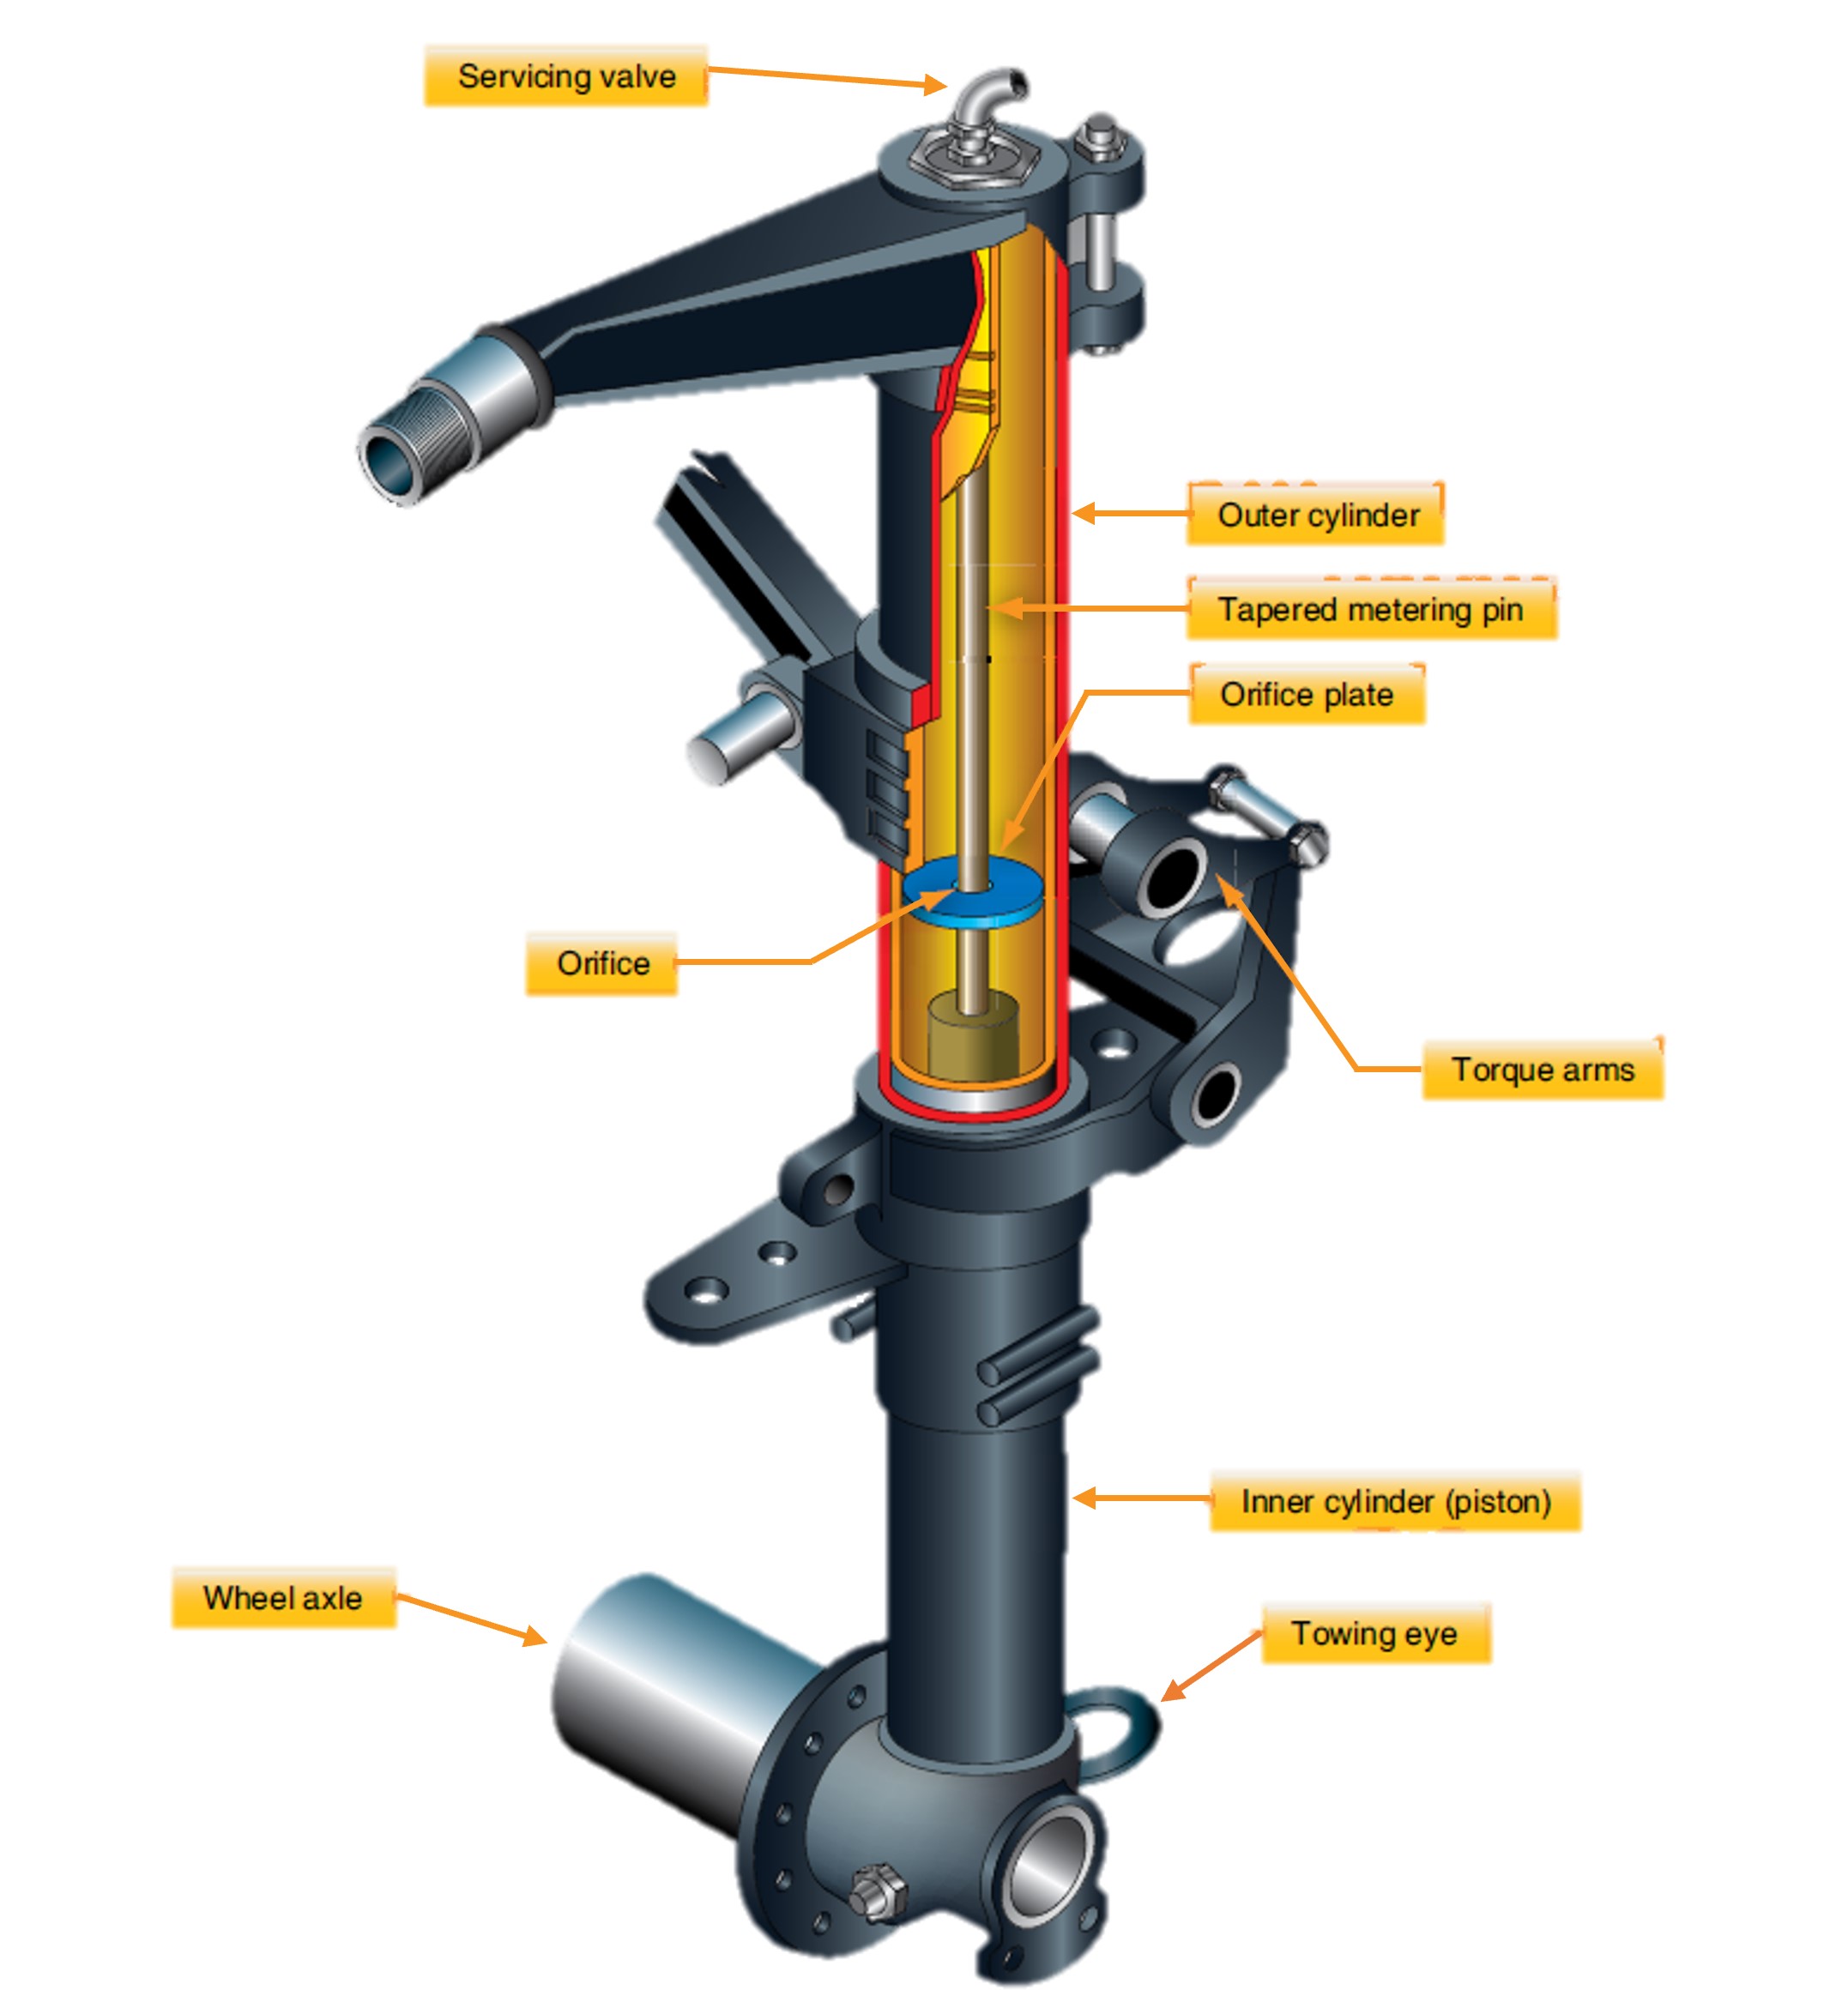 Servicing valve
Outer cylinder
Tapered metering pin
Orifice plate
Orifice
Torque arms
Inner cylinder (piston)
Wheel axle
Towing eye